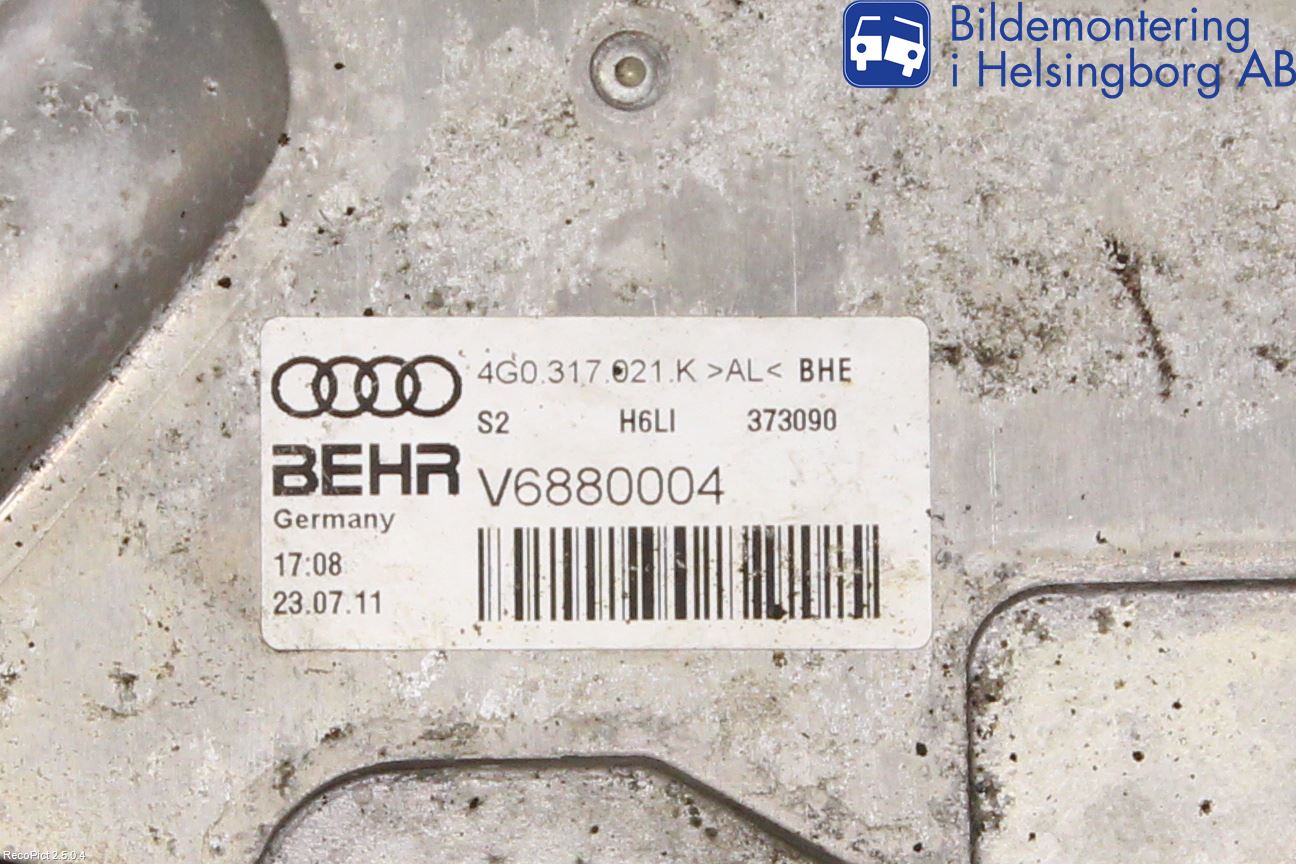 Bildemontering
i Helsingborg AB
4G0.317.021.K >AL< BHE
S2 H6LI 373090
BEHR V6880004
Germany
17:08
23.07.11
RecoPict 2.5.0.4